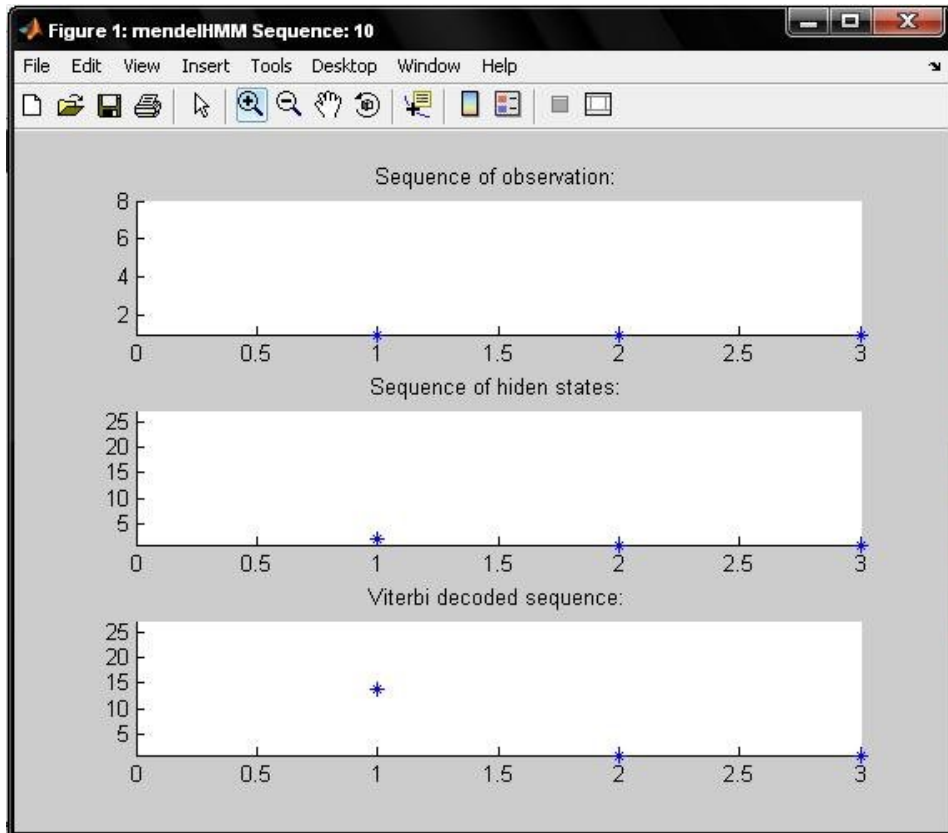 Figure 1: mendelHMM Sequence: 10
File Edit View Insert Tools Desktop Window Help
Sequence of observation:
8
6
4
2
0 0.5 1 1.5 2 2.5 3
Sequence of hiden states:
25
20
15
10
5
0 0.5 1 1.5 2 2.5 3
Viterbi decoded sequence:
25
20
15
10
5
0 0.5 1 1.5 2 2.5 3